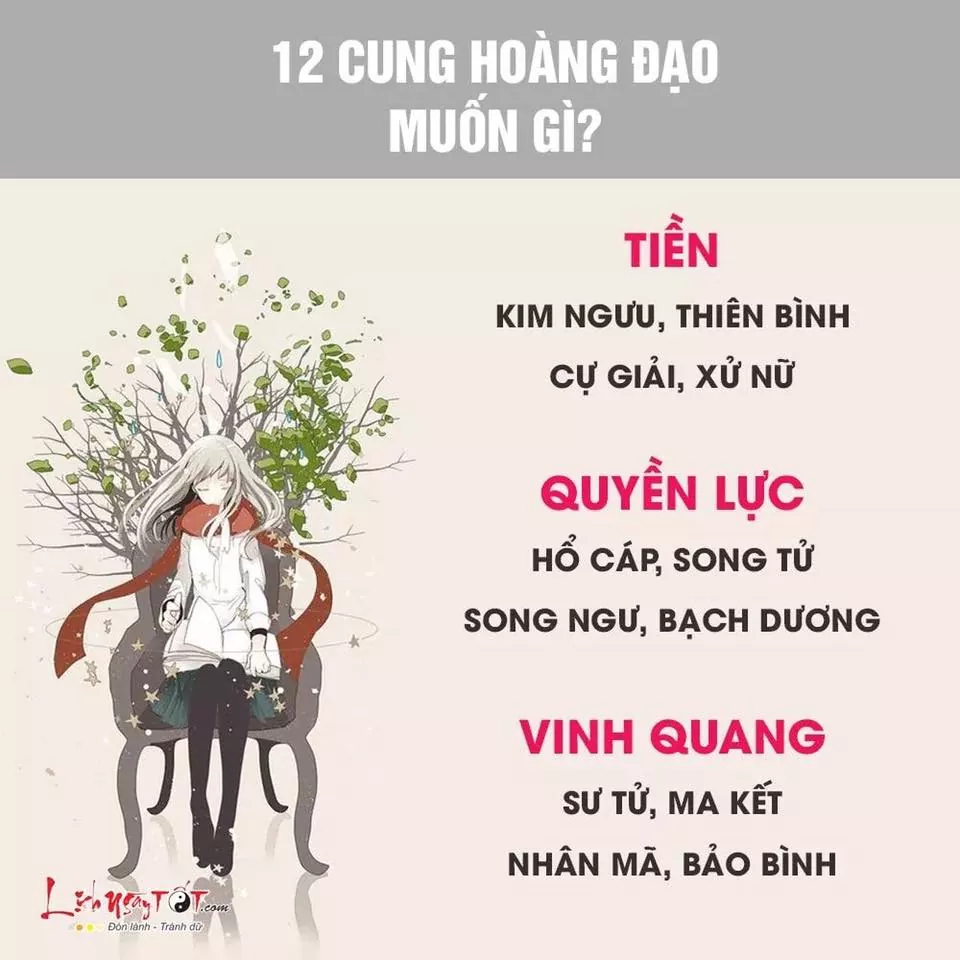 12 CUNG HOÀNG ĐẠO
MUỐN GÌ?
TIỀN
KIM NGƯU, THIÊN BÌNH
CỰ GIẢI, XỬ NỮ
QUYỀN LỰC
HỔ CÁP, SONG TỬ
SONG NGƯ, BẠCH DƯƠNG
VINH QUANG
SƯ TỬ, MA KẾT
NHÂN MÃ, BẢO BÌNH
LịchNgàyTỐT.com
Đón lành - Tránh dữ